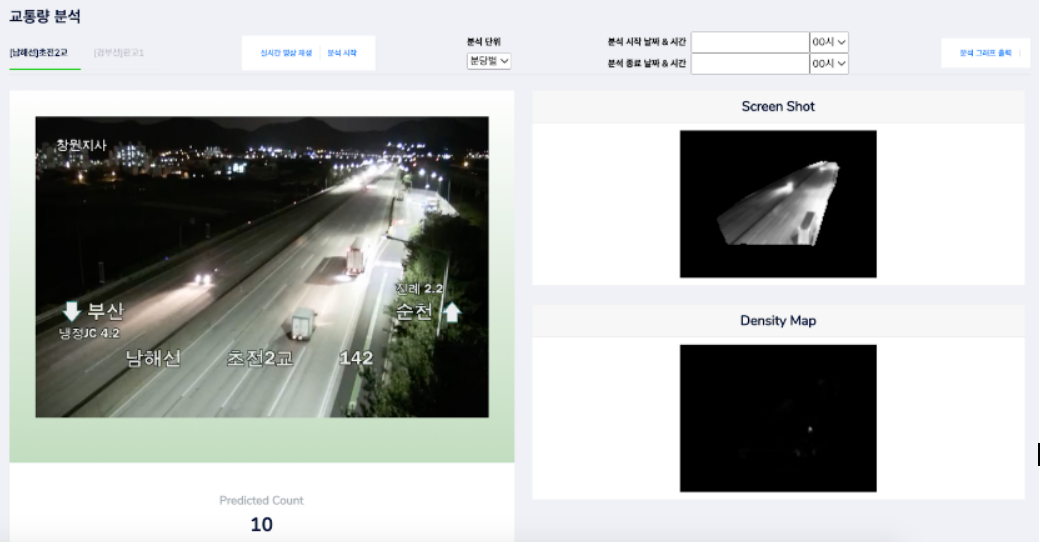 교통량 분석
[남해선]초전2교
[경부선]판교1
실시간 영상 재생
분석 시작
분석 단위
분당별
분석 시작 날짜 & 시간
00시
분석 종료 날짜 & 시간
00시
분석 그래프 출력
창원지사
진례 2.2
부산
순천
냉정JC 4.2
남해선 초전2교 142
Predicted Count
10
Screen Shot
Density Map